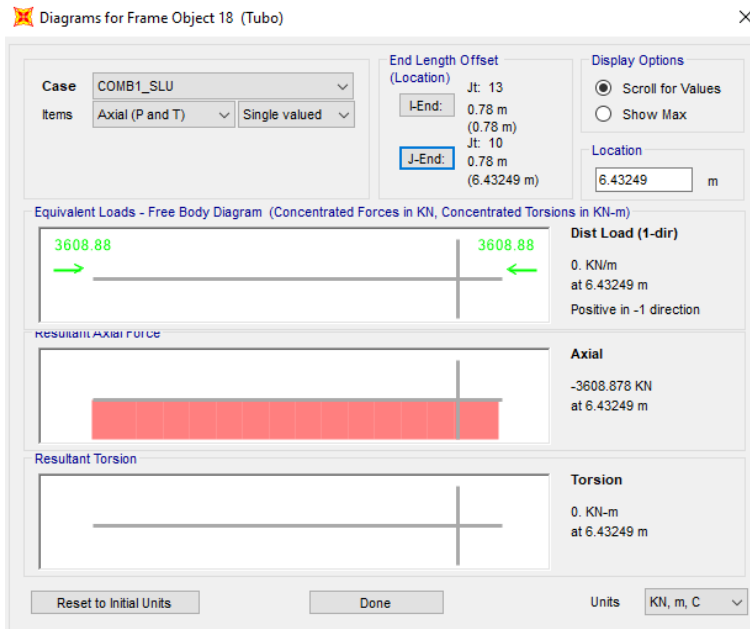 Diagrams for Frame Object 18 (Tubo)
Case COMB1_SLU
Items Axial (P and T) Single valued
End Length Offset
(Location)
Jt: 13
I-End: 0.78 m
(0.78 m)
Jt: 10
J-End: 0.78 m
(6.43249 m)
Display Options
Scroll for Values
Show Max
Location
6.43249 m
Equivalent Loads - Free Body Diagram (Concentrated Forces in KN, Concentrated Torsions in KN-m)
3608.88 3608.88
Dist Load (1-dir)
0. KN/m
at 6.43249 m
Positive in -1 direction
Resultant Axial Force
Axial
-3608.878 KN
at 6.43249 m
Resultant Torsion
Torsion
0. KN-m
at 6.43249 m
Reset to Initial Units Done Units KN, m, C